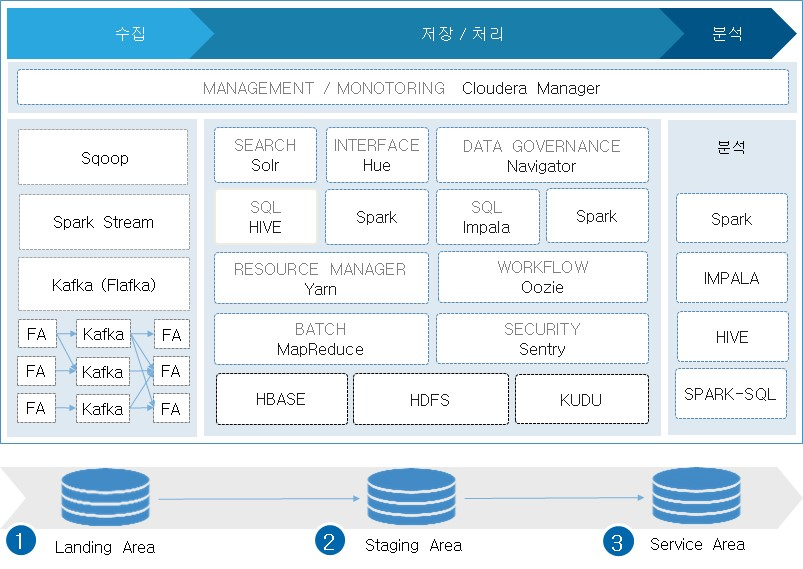 수집
저장 / 처리
분석
MANAGEMENT / MONOTORING Cloudera Manager
Sqoop
Spark Stream
Kafka (Flafka)
FA Kafka FA
FA Kafka FA
FA Kafka FA
SEARCH
Solr
INTERFACE
Hue
DATA GOVERNANCE
Navigator
SQL
HIVE
Spark
SQL
Impala
Spark
RESOURCE MANAGER
Yarn
WORKFLOW
Oozie
BATCH
MapReduce
SECURITY
Sentry
HBASE
HDFS
KUDU
분석
Spark
IMPALA
HIVE
SPARK-SQL
1 Landing Area
2 Staging Area
3 Service Area